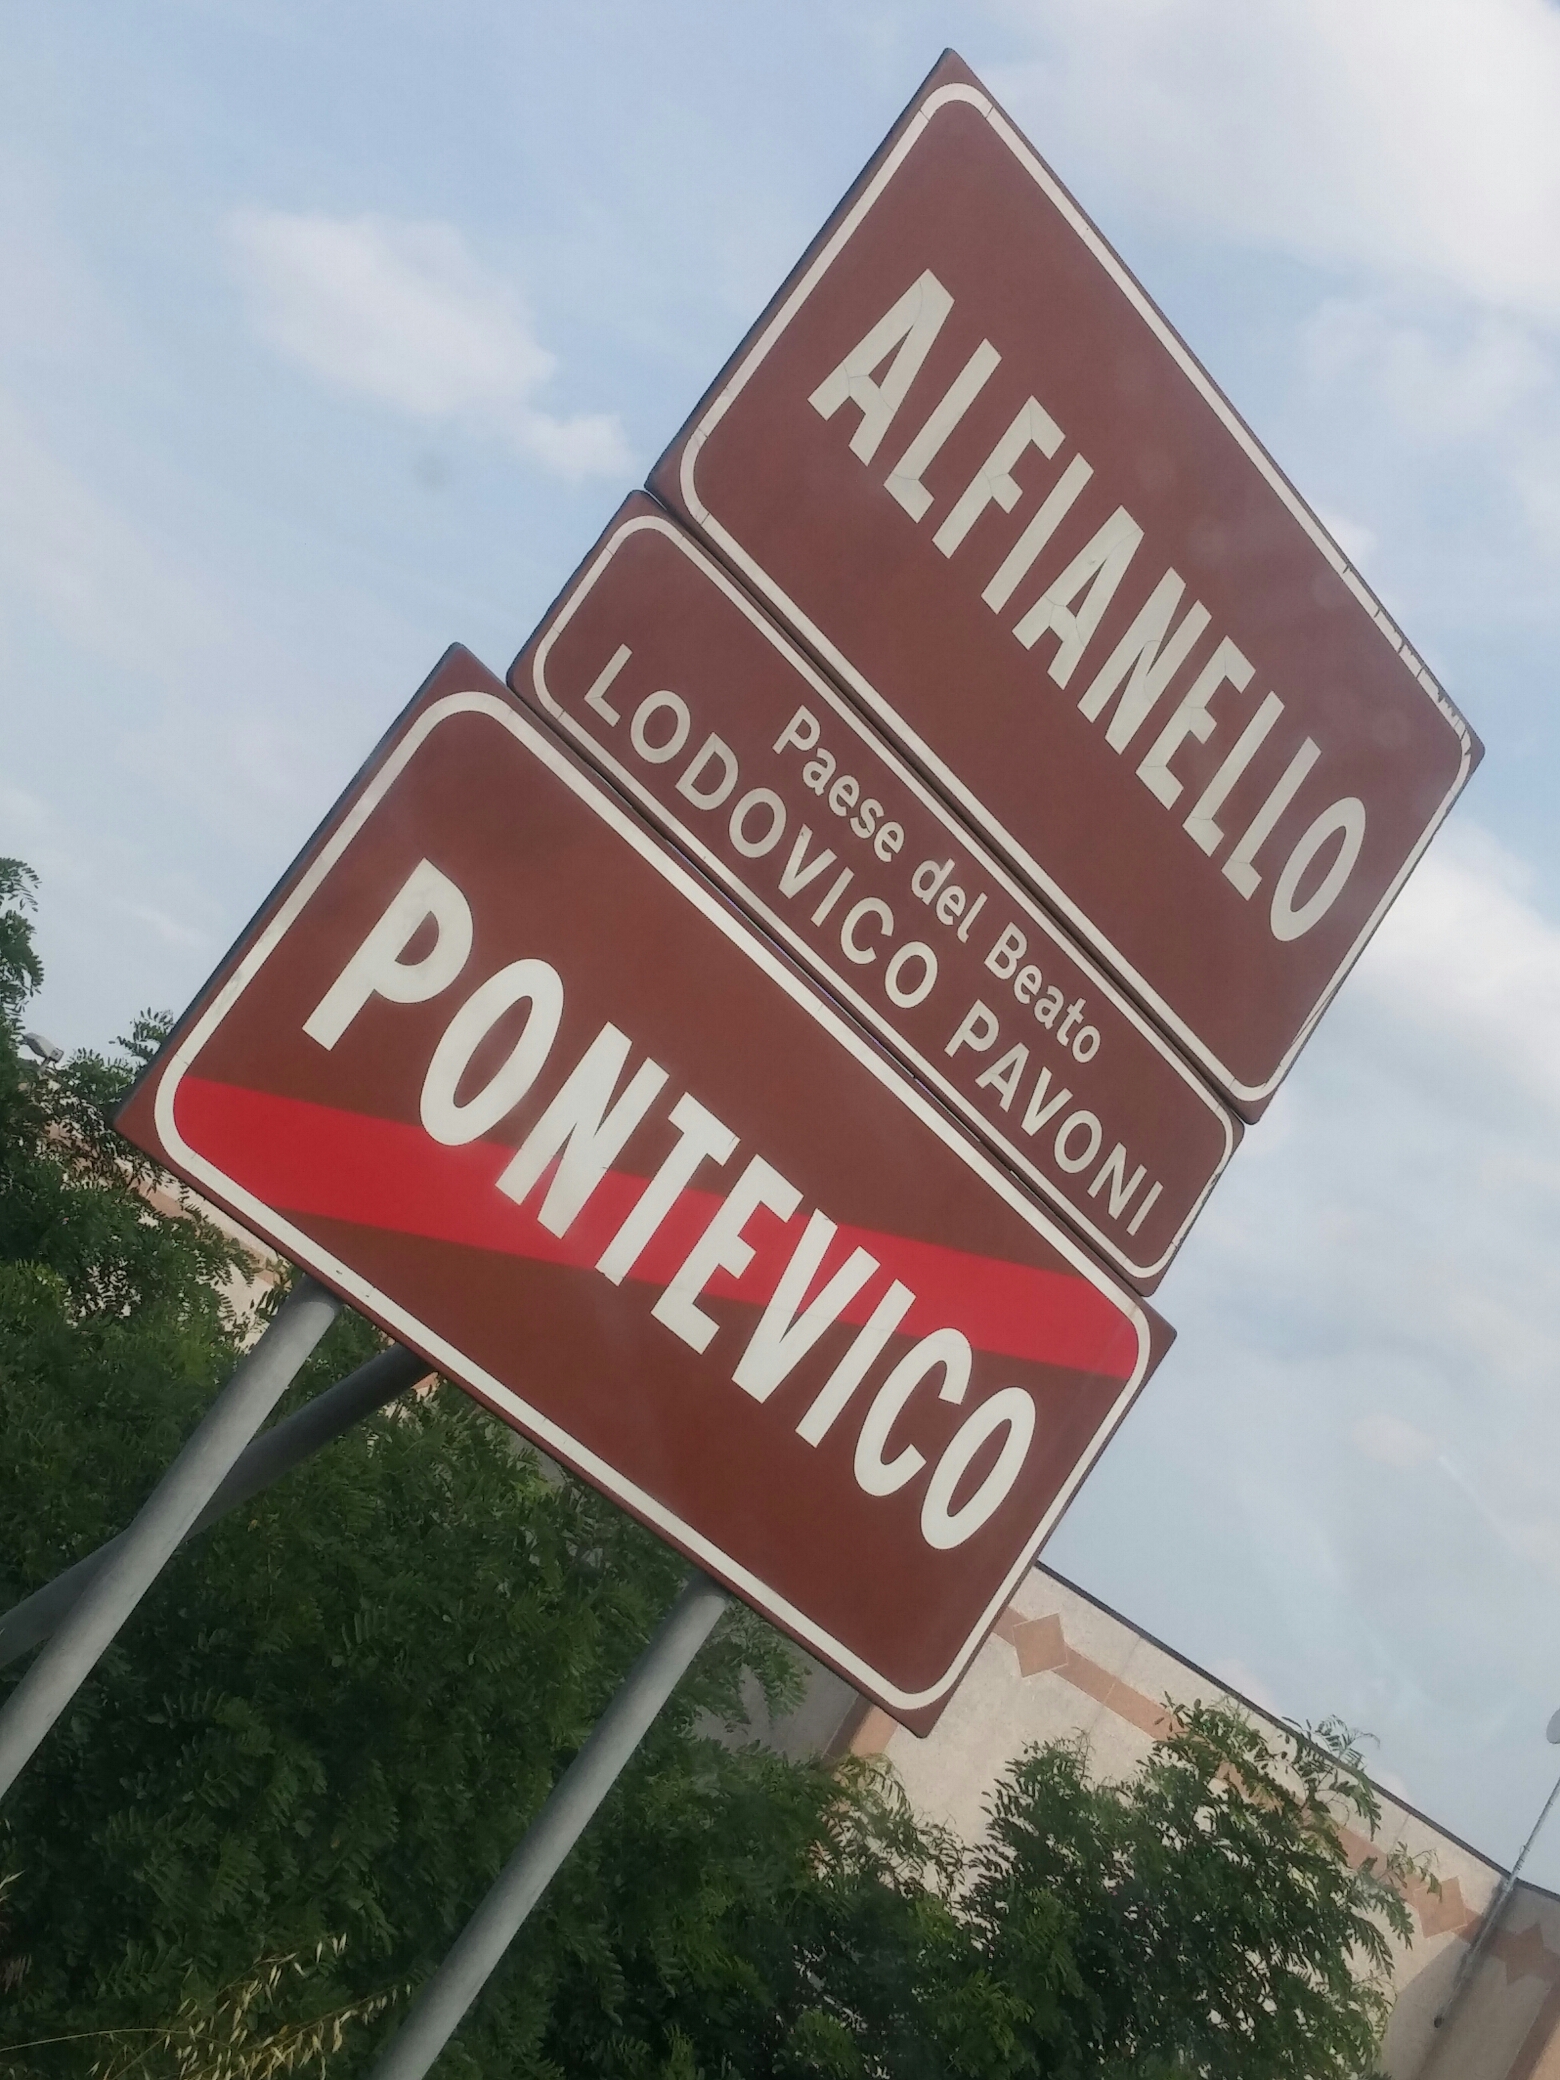 ALFIANELLO
Paese del Beato
LODOVICO PAVONI
PONTEVICO